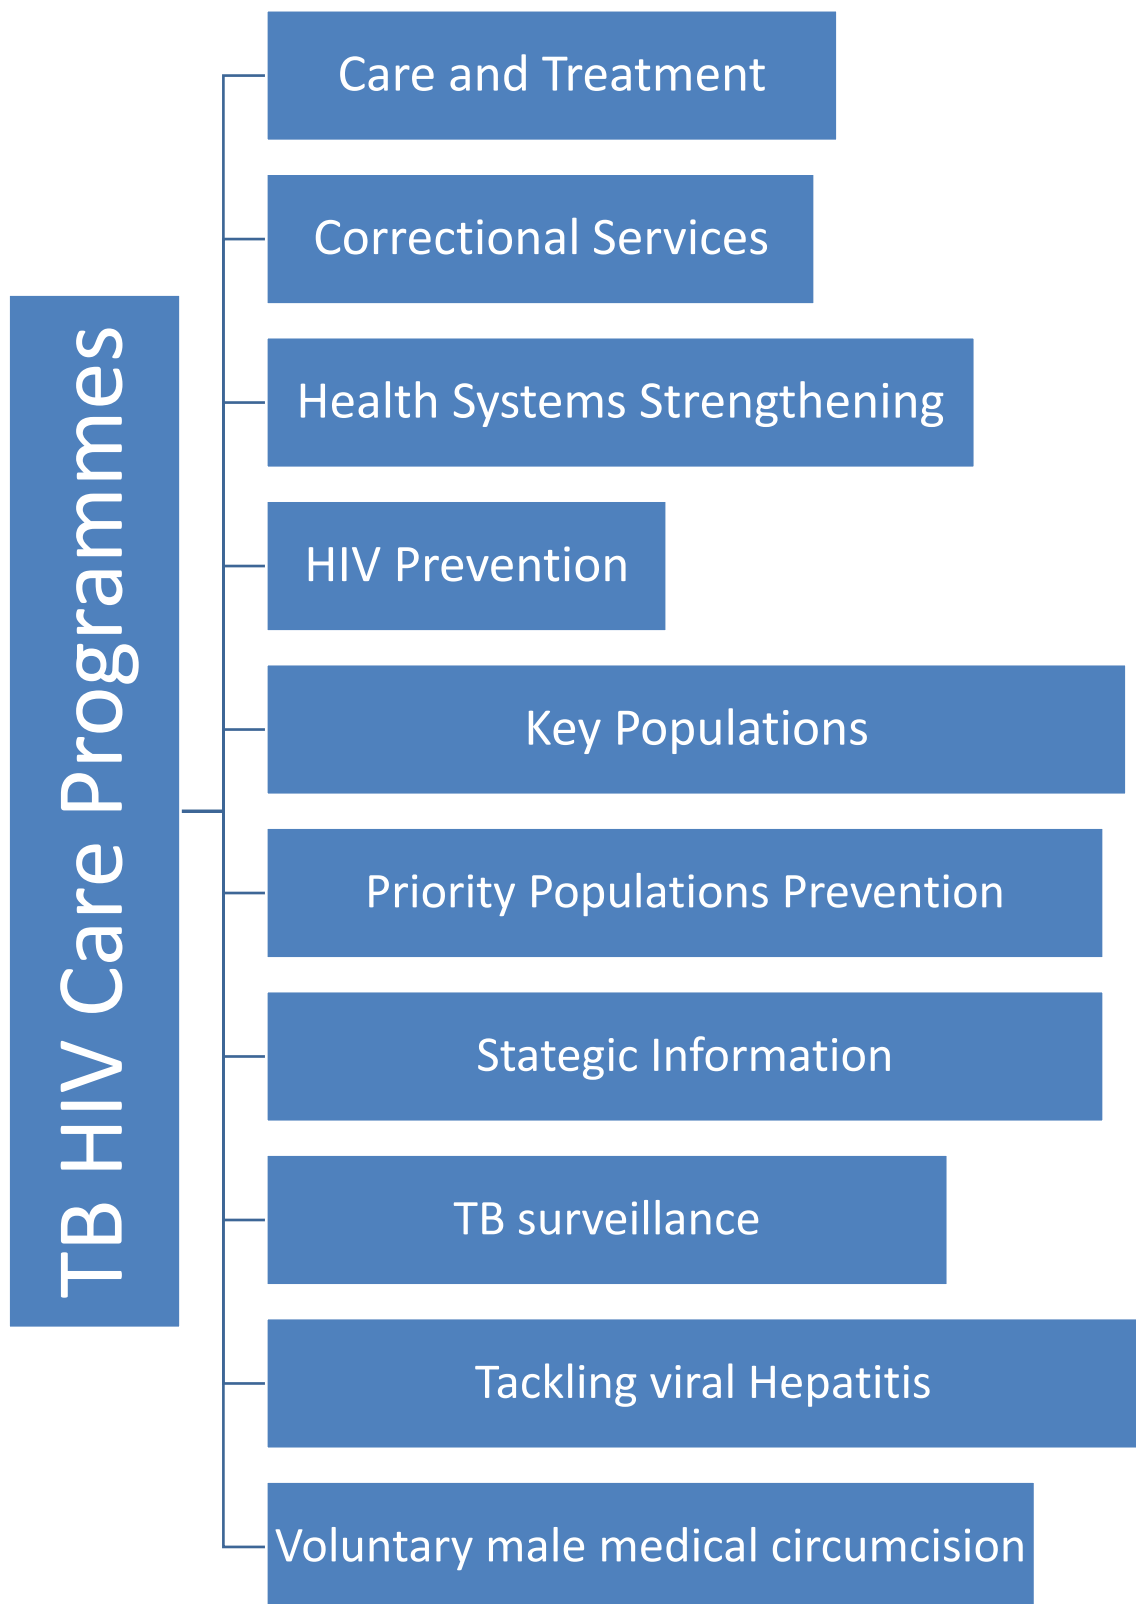 TB HIV Care Programmes
Care and Treatment
Correctional Services
Health Systems Strengthening
HIV Prevention
Key Populations
Priority Populations Prevention
Stategic Information
TB surveillance
Tackling viral Hepatitis
Voluntary male medical circumcision